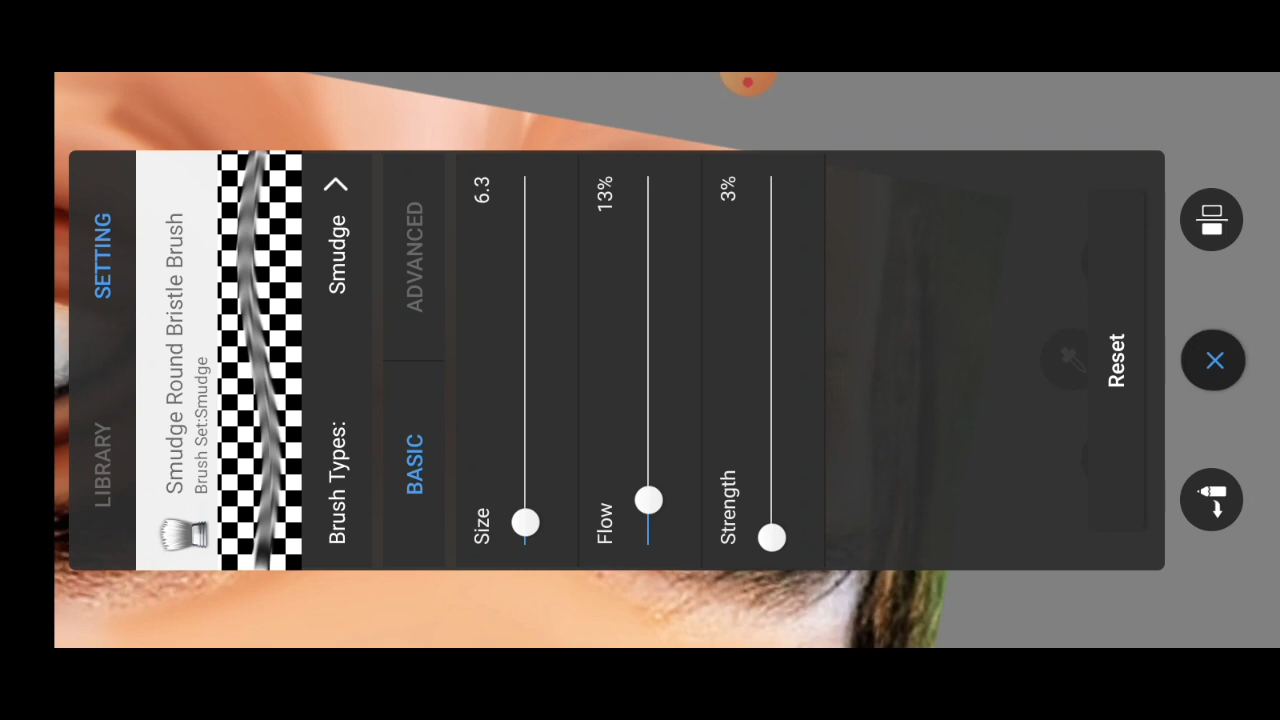 LIBRARY SETTING
Smudge Round Bristle Brush
Brush Set:Smudge
Brush Types: Smudge
BASIC ADVANCED
Size 6.3
Flow 13%
Strength 3%
Reset